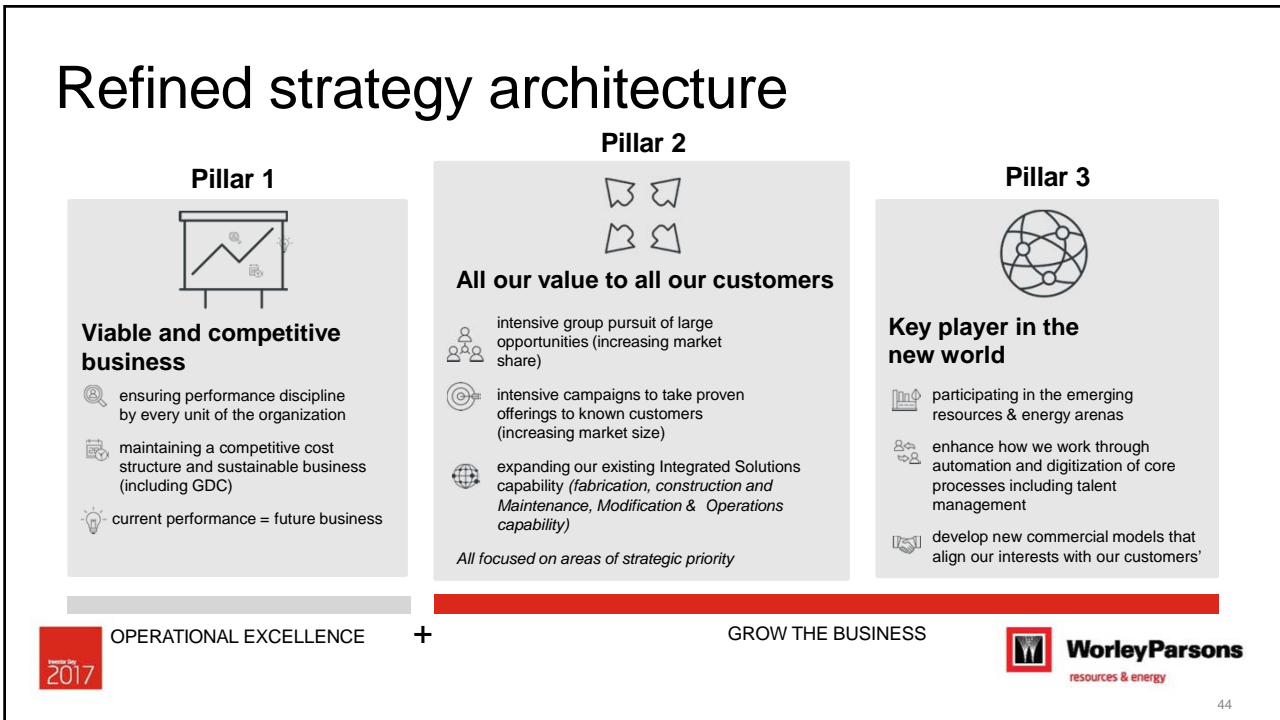 Refined strategy architecture
Pillar 1
Viable and competitive
business
ensuring performance discipline
by every unit of the organization
maintaining a competitive cost
structure and sustainable business
(including GDC)
current performance = future business
Pillar 2
All our value to all our customers
intensive group pursuit of large
opportunities (increasing market
share)
intensive campaigns to take proven
offerings to known customers
(increasing market size)
expanding our existing Integrated Solutions
capability (fabrication, construction and
Maintenance, Modification & Operations
capability)
All focused on areas of strategic priority
Pillar 3
Key player in the
new world
participating in the emerging
resources & energy arenas
enhance how we work through
automation and digitization of core
processes including talent
management
develop new commercial models that
align our interests with our customers’
OPERATIONAL EXCELLENCE
+
GROW THE BUSINESS
Investor Day
2017
WorleyParsons
resources & energy
44